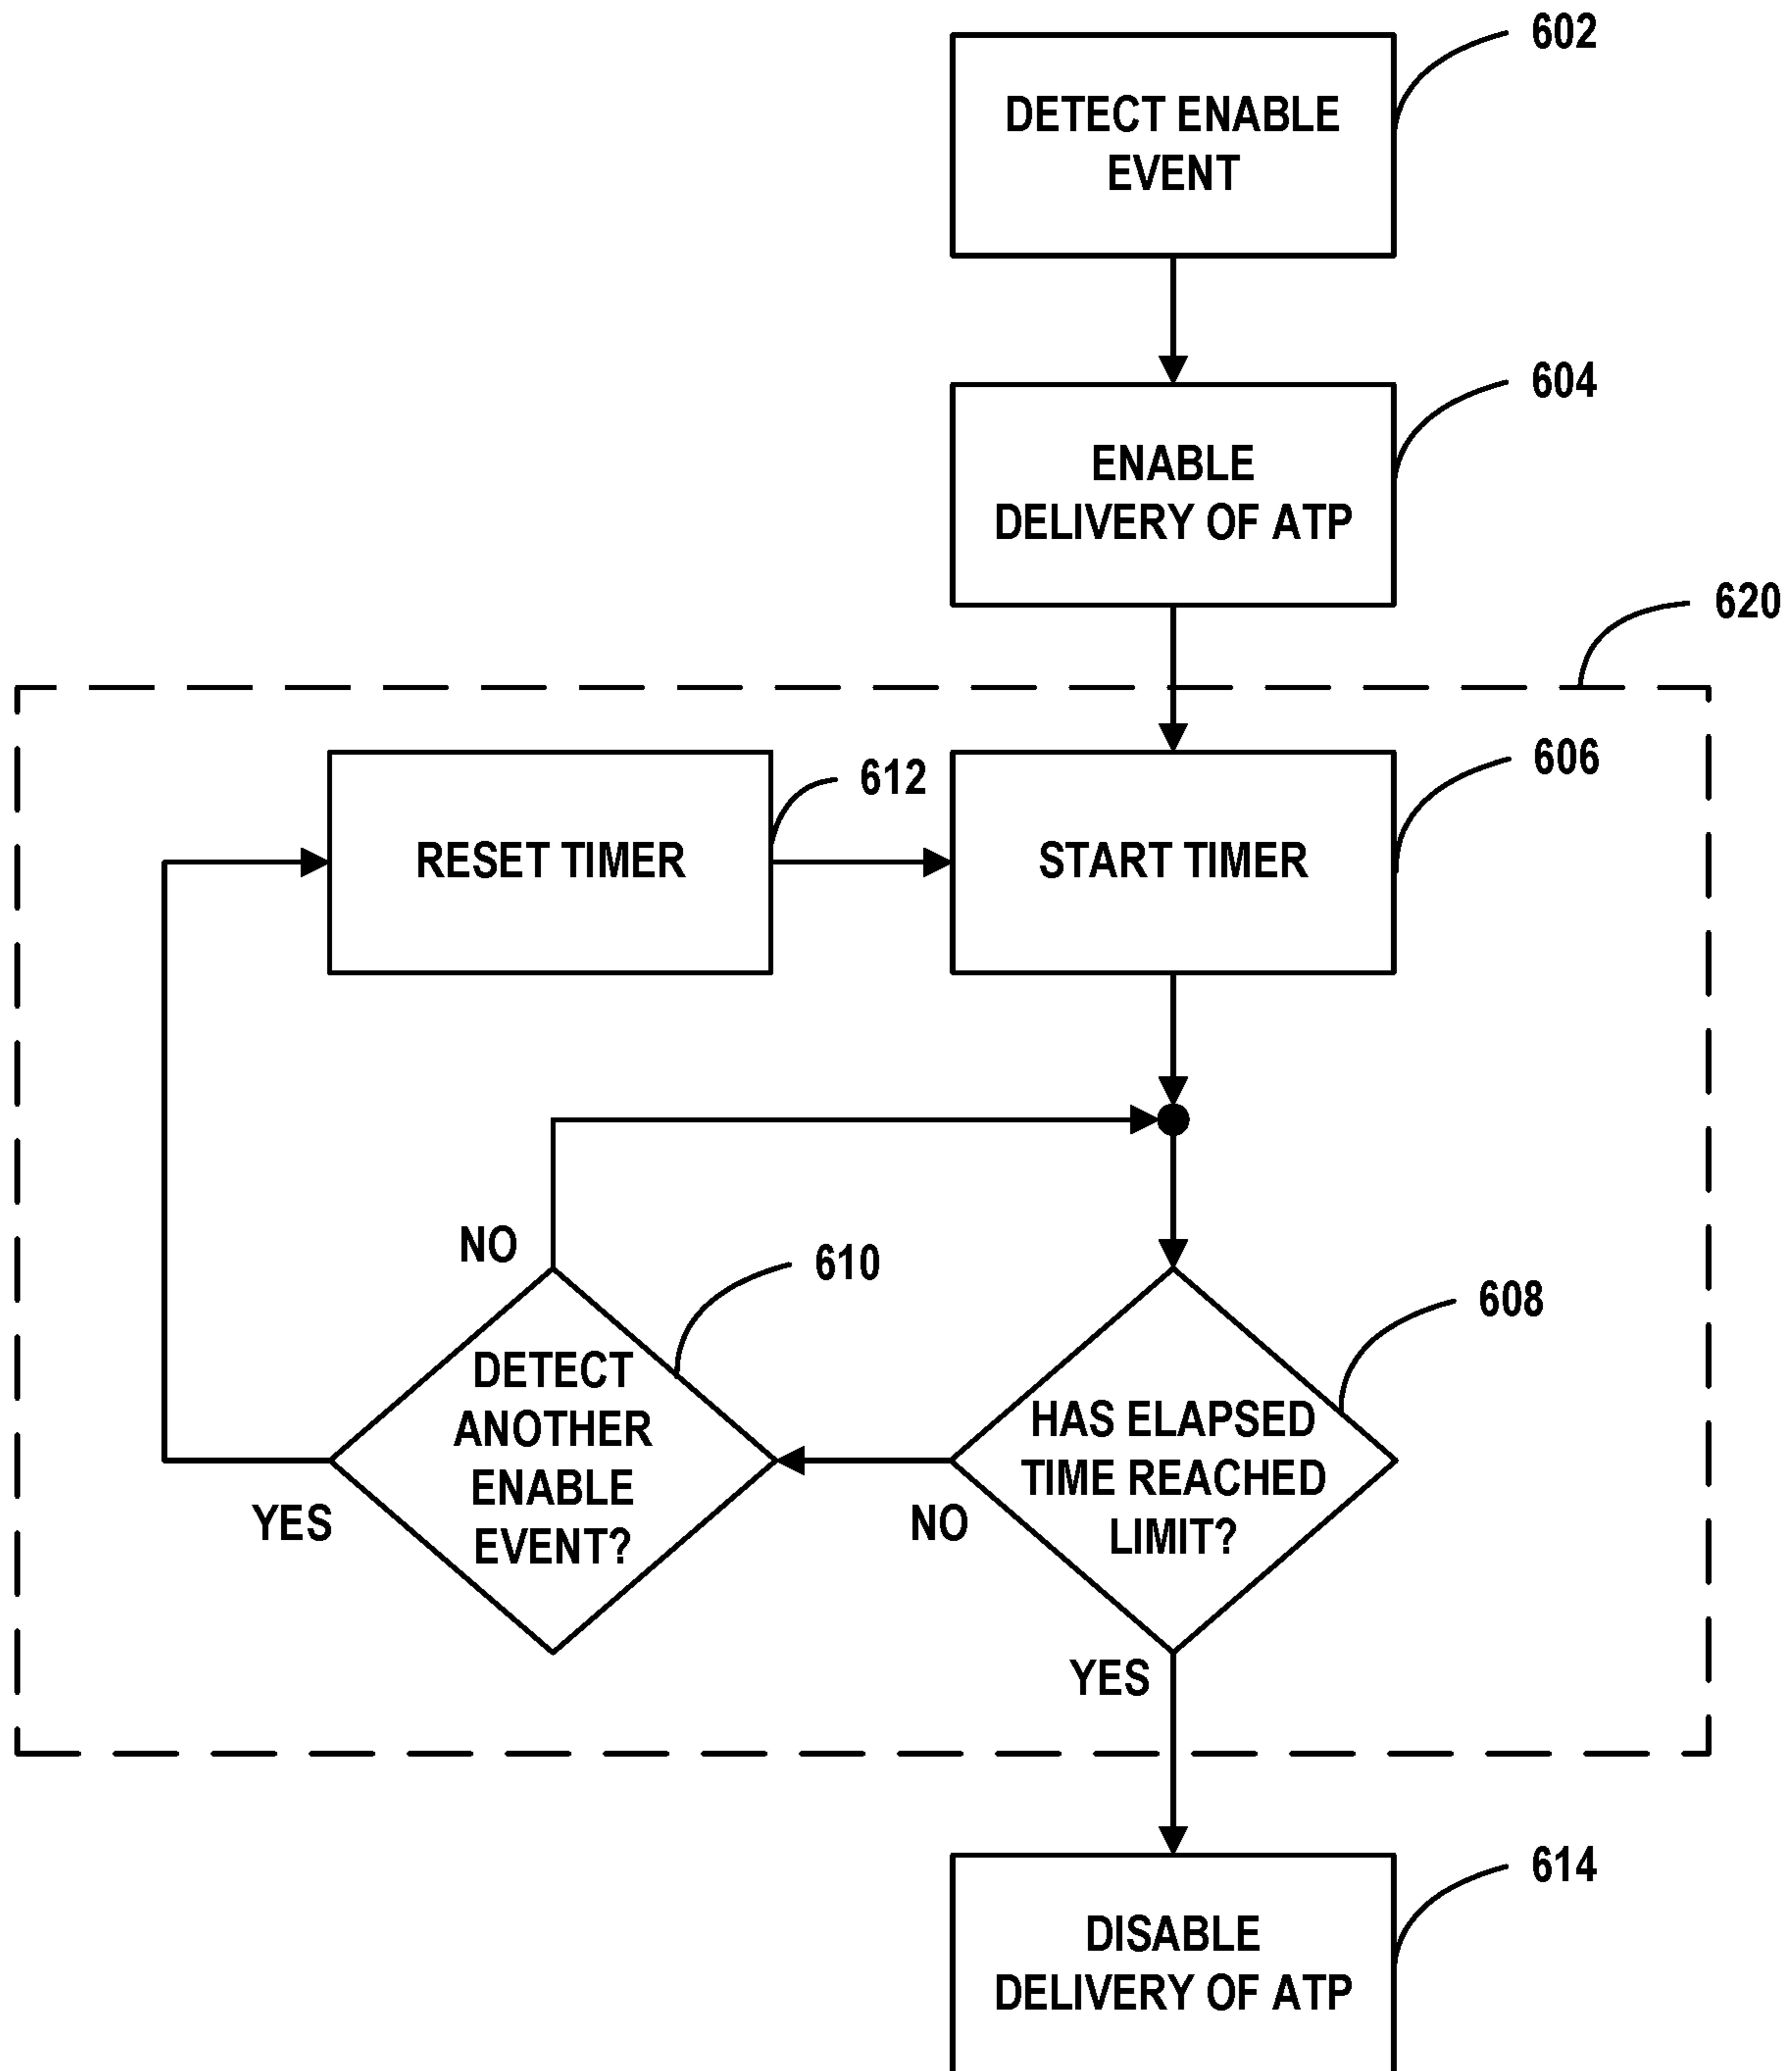 602
DETECT ENABLE
EVENT
604
ENABLE
DELIVERY OF ATP
620
612
606
RESET TIMER
START TIMER
NO
610
608
DETECT
ANOTHER
ENABLE
EVENT?
HAS ELAPSED
TIME REACHED
LIMIT?
YES
NO
YES
614
DISABLE
DELIVERY OF ATP